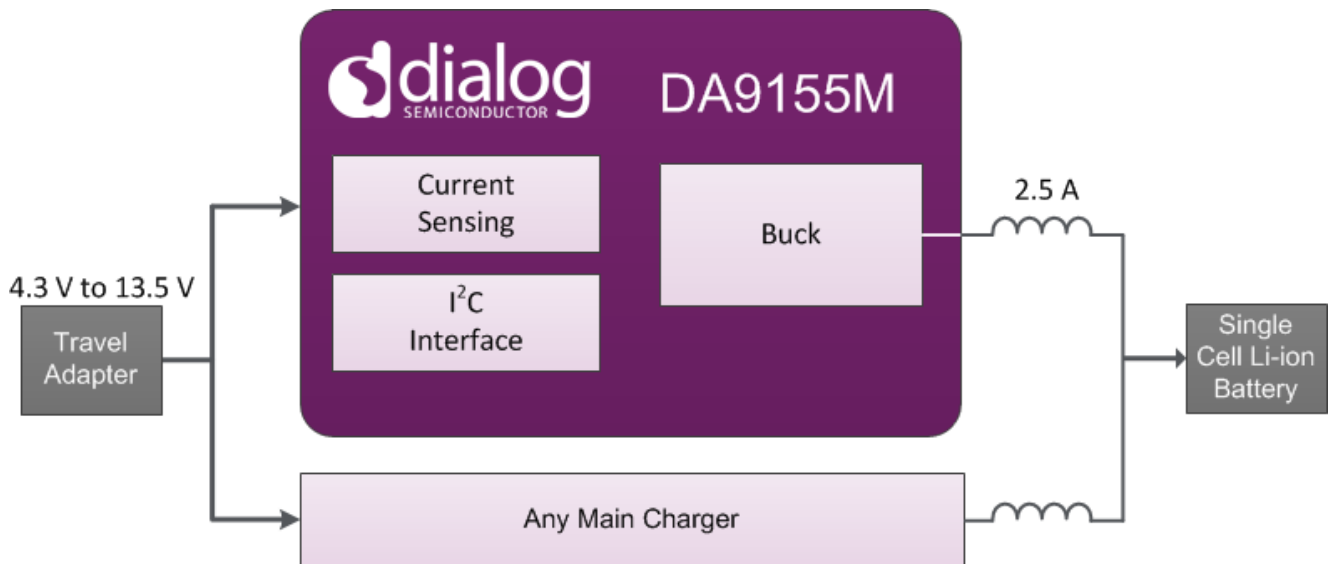 dialog
SEMICONDUCTOR
DA9155M
Current
Sensing
Buck
2.5 A
4.3 V to 13.5 V
I²C
Interface
Travel
Adapter
Single
Cell Li-ion
Battery
Any Main Charger